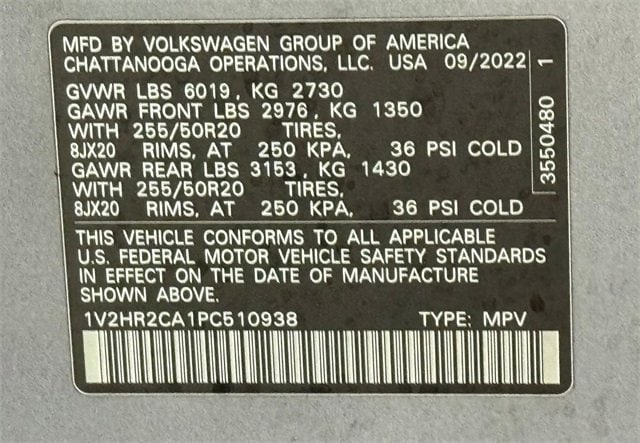 MFD BY VOLKSWAGEN GROUP OF AMERICA
CHATTANOOGA OPERATIONS, LLC. USA 09/2022
GVWR LBS 6019, KG 2730
GAWR FRONT LBS 2976, KG 1350
WITH 255/50R20 TIRES,
8JX20 RIMS, AT 250 KPA, 36 PSI COLD
GAWR REAR LBS 3153, KG 1430
WITH 255/50R20 TIRES,
8JX20 RIMS, AT 250 KPA, 36 PSI COLD
3550480 1
THIS VEHICLE CONFORMS TO ALL APPLICABLE
U.S. FEDERAL MOTOR VEHICLE SAFETY STANDARDS
IN EFFECT ON THE DATE OF MANUFACTURE
SHOWN ABOVE.
1V2HR2CA1PC510938 TYPE: MPV